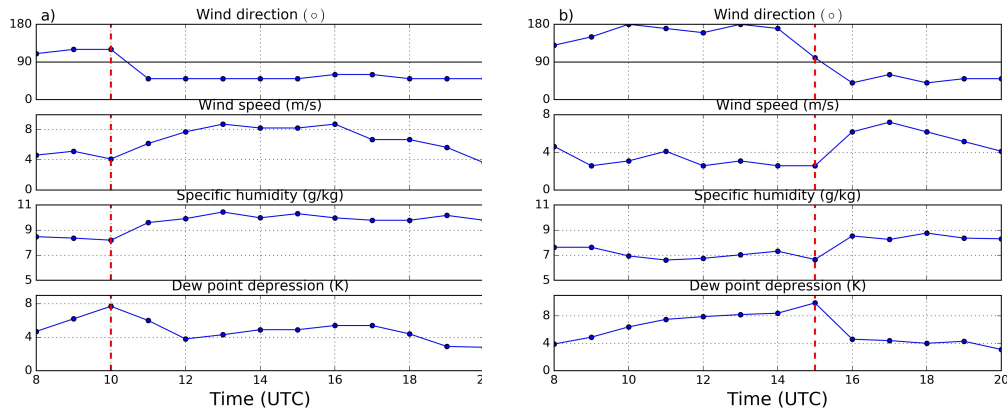 a)
Wind direction (∘)
180
90
0
Wind speed (m/s)
8
4
0
Specific humidity (g/kg)
11
9
7
5
Dew point depression (K)
8
4
0
8 10 12 14 16 18 2
Time (UTC)
b)
Wind direction (∘)
180
90
0
Wind speed (m/s)
8
4
0
Specific humidity (g/kg)
11
9
7
5
Dew point depression (K)
8
4
0
8 10 12 14 16 18 20
Time (UTC)